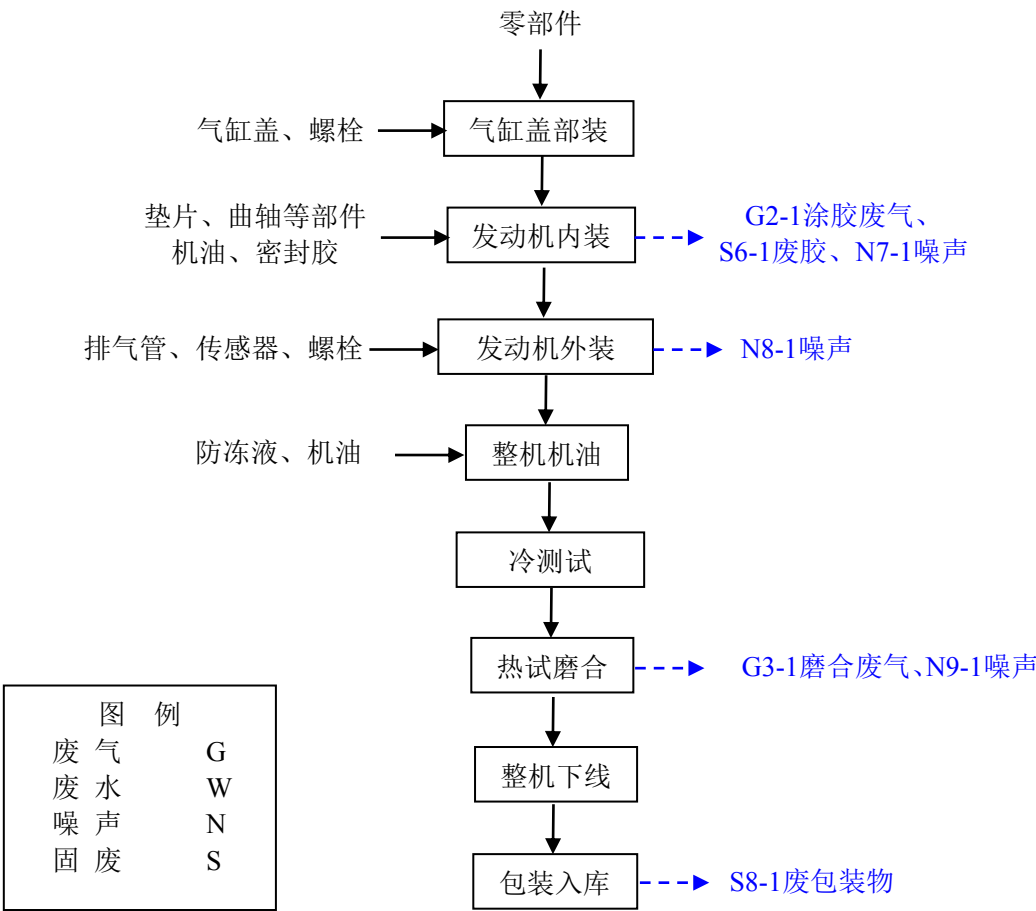 零部件
气缸盖、螺栓
气缸盖部装
垫片、曲轴等部件
机油、密封胶
发动机内装
G2-1涂胶废气、
S6-1废胶、N7-1噪声
排气管、传感器、螺栓
发动机外装
N8-1噪声
防冻液、机油
整机机油
冷测试
热试磨合
G3-1磨合废气、N9-1噪声
整机下线
包装入库
S8-1废包装物
图 例
废 气 G
废 水 W
噪 声 N
固 废 S